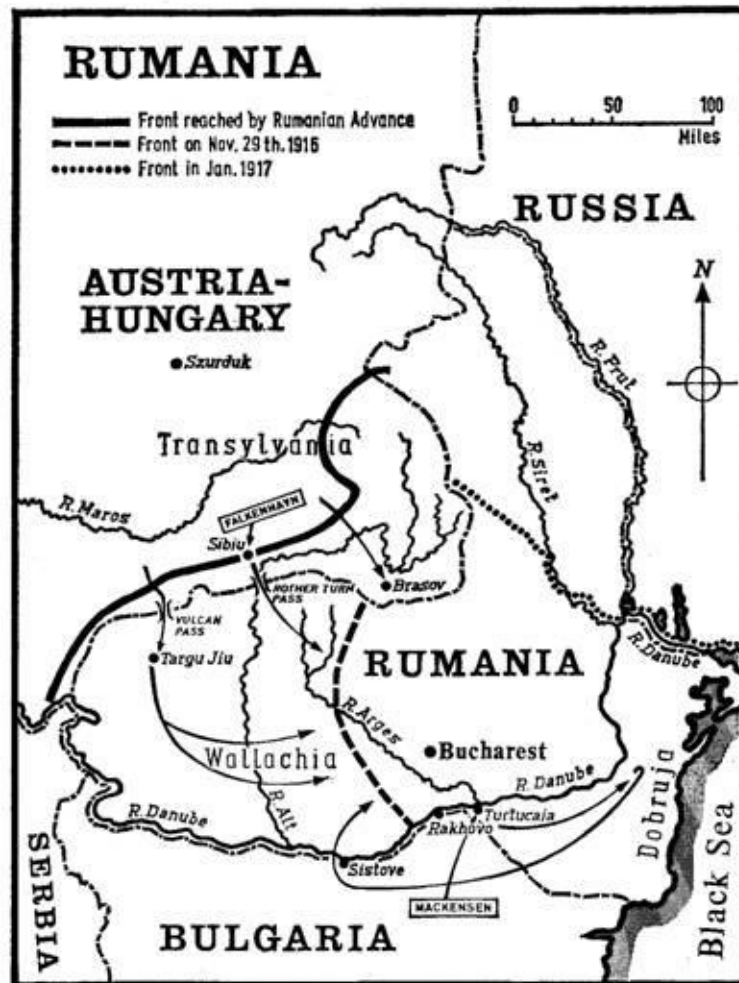 RUMANIA
Front reached by Rumanian Advance
Front on Nov. 29th. 1916
Front in Jan. 1917
0 50 100
Miles
RUSSIA
N
AUSTRIA-
HUNGARY
Szurduk
R. Prut
Transylvania
R. Siret
R. Maros
FALKENHAYN
Sibiu
Brasov
ROTHER TURM
PASS
VULCAN
PASS
Targu Jiu
RUMANIA
R. Danube
R. Arges
Wallachia
Bucharest
R. Alt
R. Danube
Dobruja
R. Danube
Turtucaia
Rakhovo
Sistove
SERBIA
MACKENSEN
BULGARIA
Black Sea